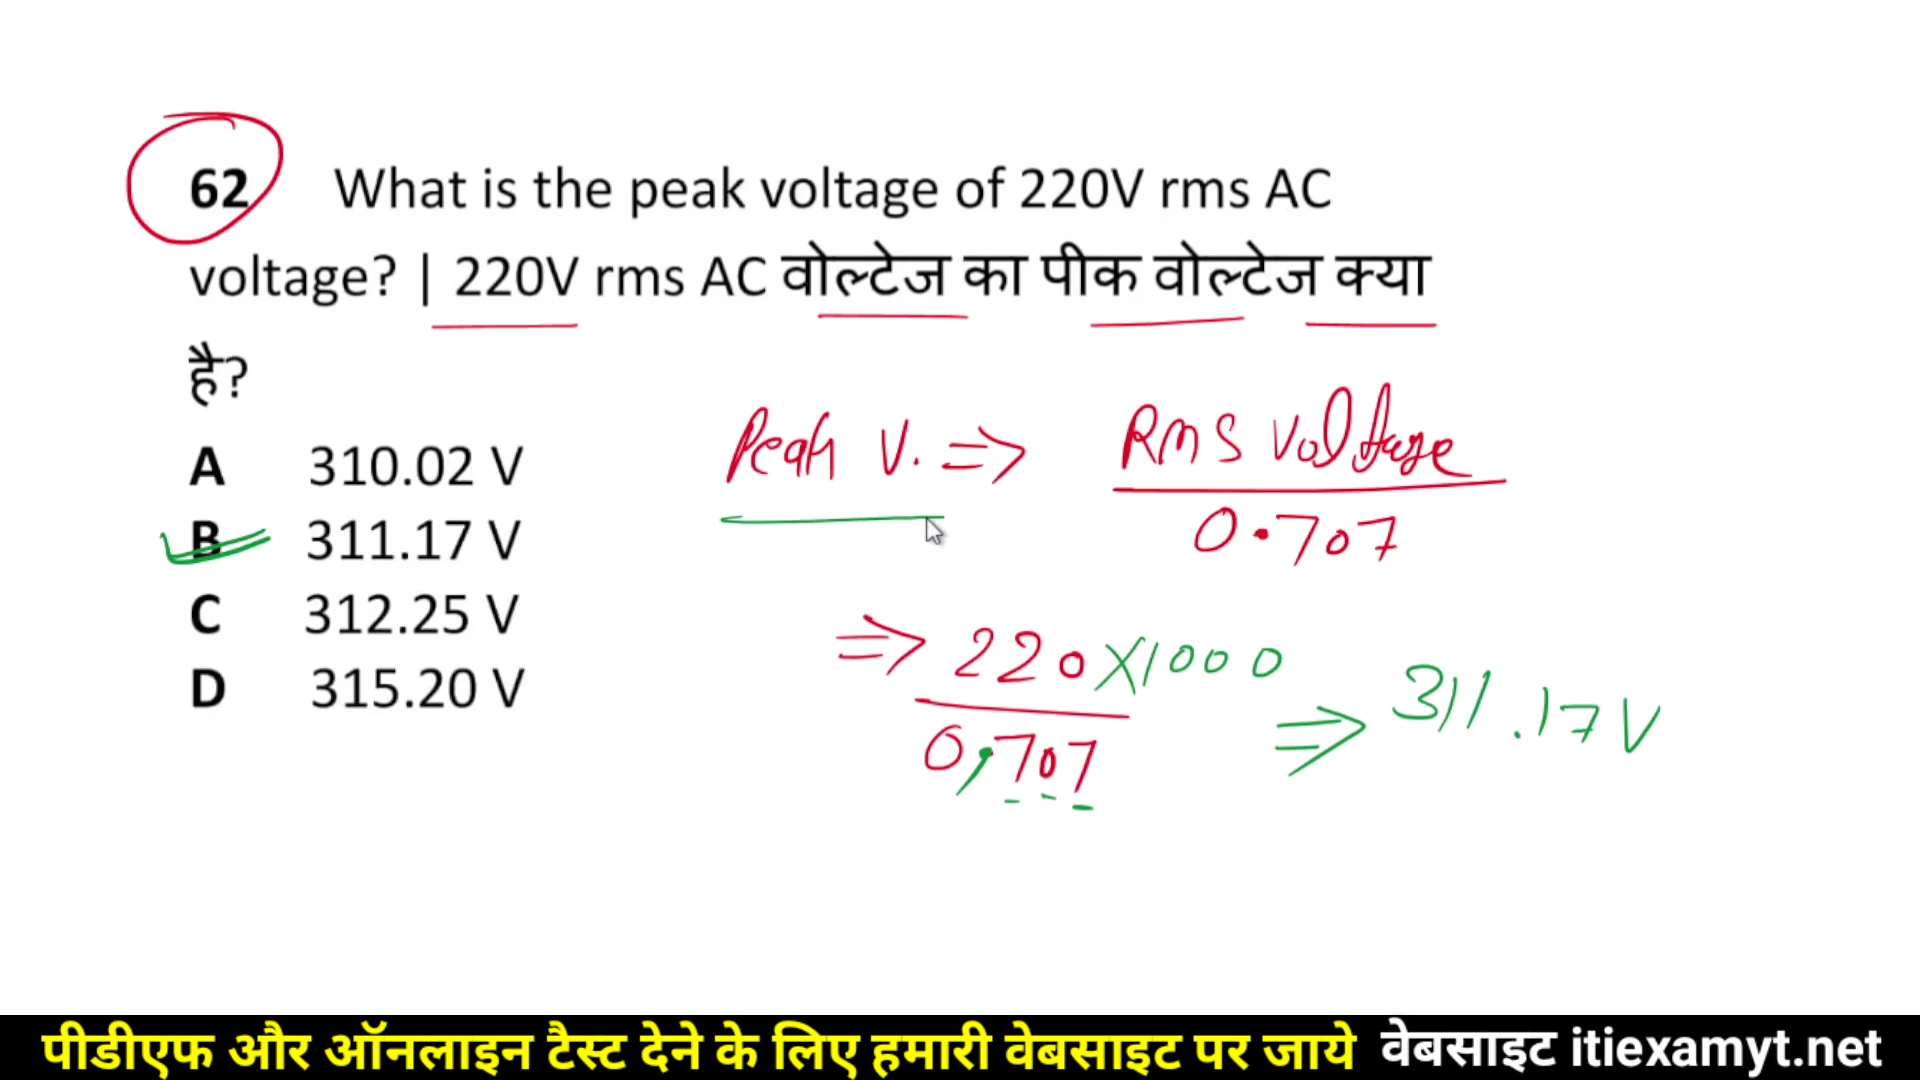 62 What is the peak voltage of 220V rms AC
voltage? | 220V rms AC वोल्टेज का पीक वोल्टेज क्या
है?
A 310.02 V
B 311.17 V
C 312.25 V
D 315.20 V
Peak V. ⇒ RMS Voltage
0.707
⇒ 220X1000
0.707
⇒ 311.17V
पीडीएफ और ऑनलाइन टैस्ट देने के लिए हमारी वेबसाइट पर जाये वेबसाइट itiexamyt.net